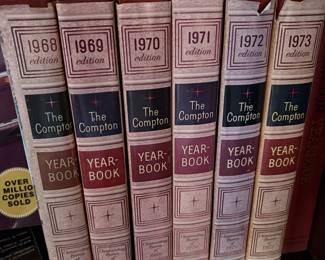 1968
edition
The
Compton
YEAR-
BOOK
1969
edition
The
Compton
YEAR-
BOOK
1970
edition
The
Compton
YEAR-
BOOK
1971
edition
The
Compton
YEAR-
BOOK
1972
edition
The
Compton
YEAR-
BOOK
1973
edition
The
Compton
YEAR-
BOOK
OVER
MILLIO
COPIES
SOLD